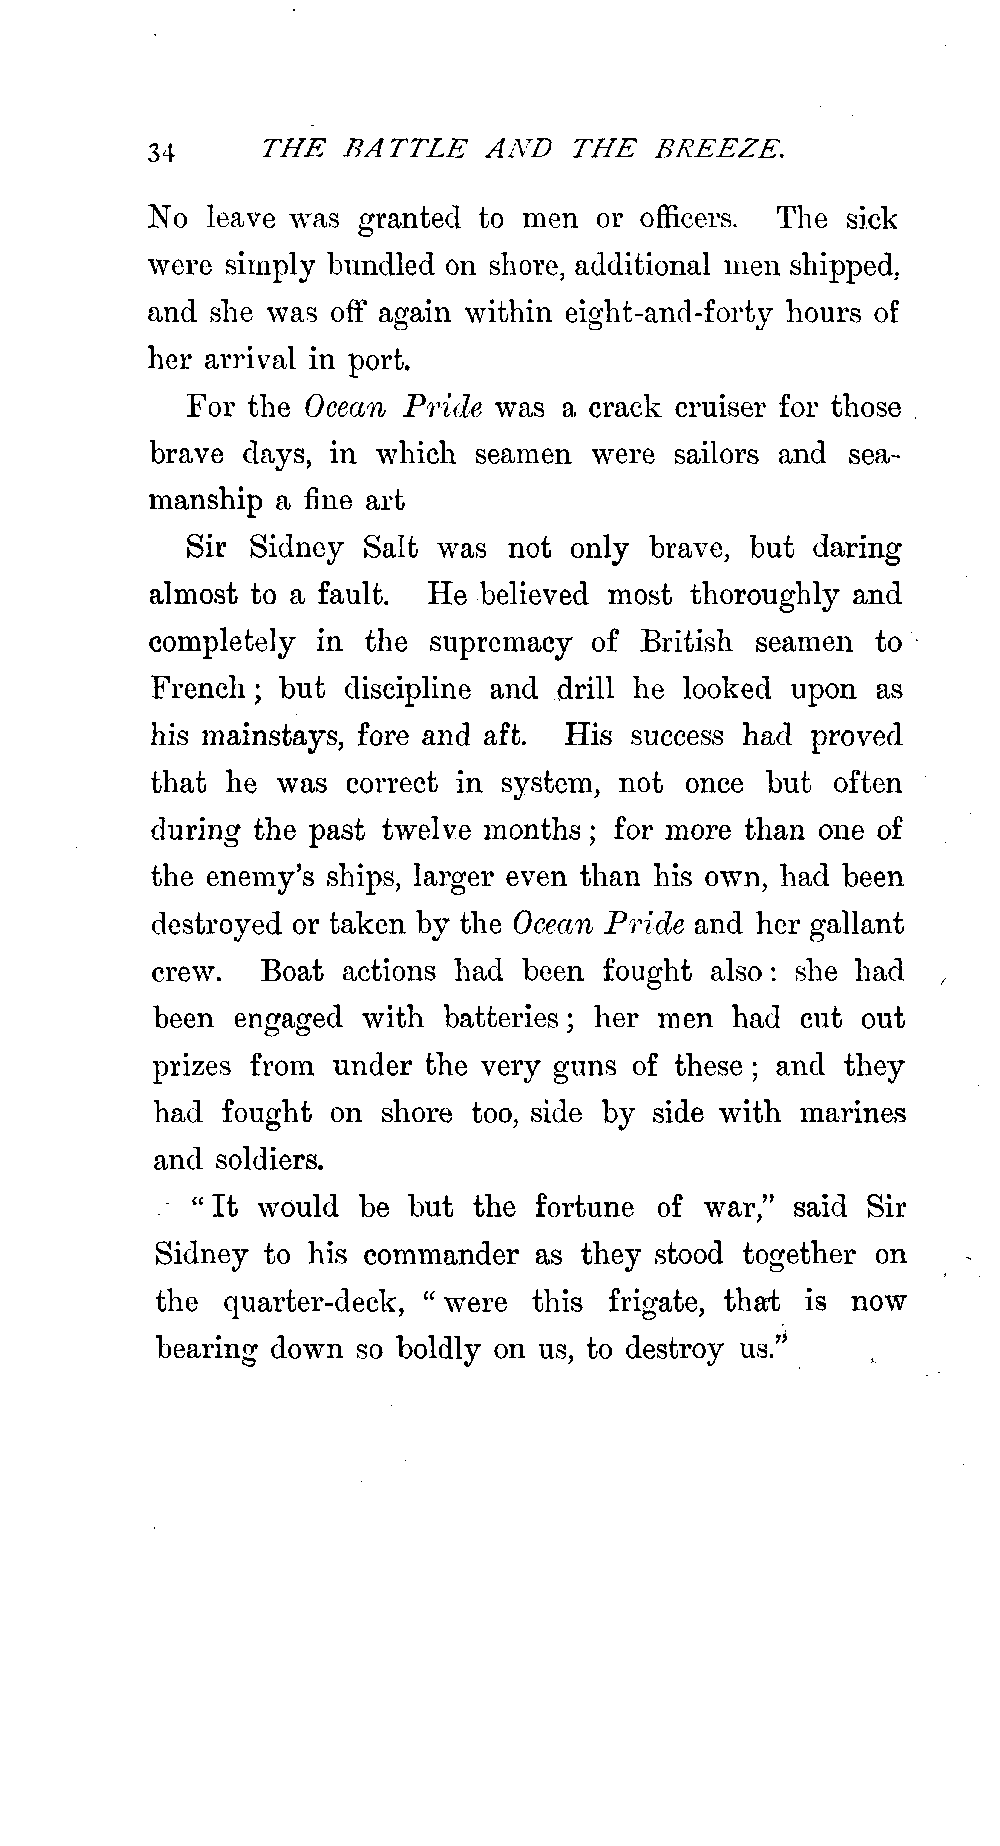 34 THE BATTLE AND THE BREEZE.
No leave was granted to men or officers. The sick
were simply bundled on shore, additional men shipped,
and she was off again within eight-and-forty hours of
her arrival in port.
For the Ocean Pride was a crack cruiser for those
brave days, in which seamen were sailors and sea-
manship a fine art
Sir Sidney Salt was not only brave, but daring
almost to a fault. He believed most thoroughly and
completely in the supremacy of British seamen to
French; but discipline and drill he looked upon as
his mainstays, fore and aft. His success had proved
that he was correct in system, not once but often
during the past twelve months; for more than one of
the enemy's ships, larger even than his own, had been
destroyed or taken by the Ocean Pride and her gallant
crew. Boat actions had been fought also: she had
been engaged with batteries; her men had cut out
prizes from under the very guns of these; and they
had fought on shore too, side by side with marines
and soldiers.
"It would be but the fortune of war," said Sir
Sidney to his commander as they stood together on
the quarter-deck, "were this frigate, that is now
bearing down so boldly on us, to destroy us."